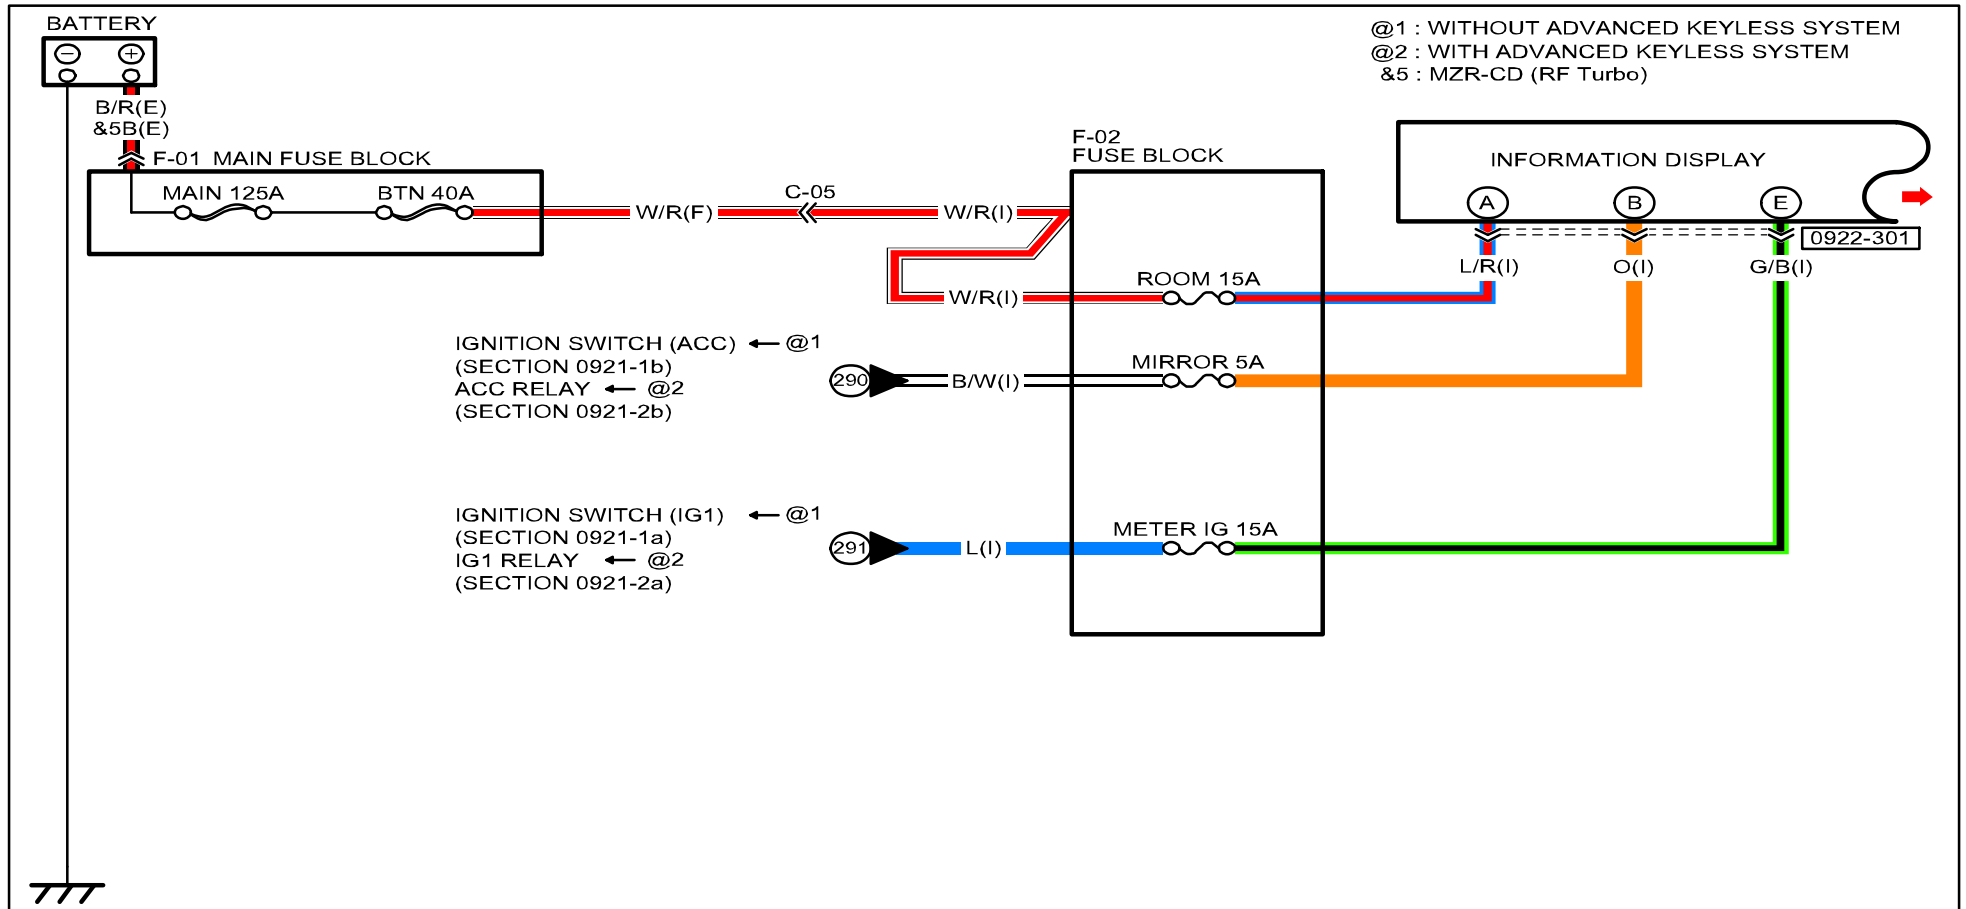 BATTERY
@1 : WITHOUT ADVANCED KEYLESS SYSTEM
@2 : WITH ADVANCED KEYLESS SYSTEM
&5 : MZR-CD (RF Turbo)
− +
B/R(E)
&5B(E)
F-01 MAIN FUSE BLOCK
MAIN 125A
BTN 40A
W/R(F)
C-05
W/R(I)
F-02
FUSE BLOCK
INFORMATION DISPLAY
A B E
0922-301
L/R(I)
O(I)
G/B(I)
W/R(I)
ROOM 15A
IGNITION SWITCH (ACC) ← @1
(SECTION 0921-1b)
ACC RELAY ← @2
(SECTION 0921-2b)
290
B/W(I)
MIRROR 5A
IGNITION SWITCH (IG1) ← @1
(SECTION 0921-1a)
IG1 RELAY ← @2
(SECTION 0921-2a)
291
L(I)
METER IG 15A